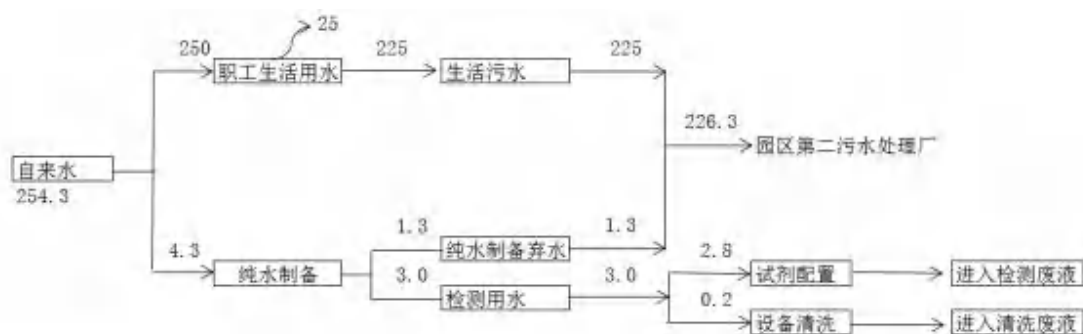 25
250
职工生活用水
225
生活污水
225
226.3
园区第二污水处理厂
自来水
254.3
4.3
纯水制备
1.3
纯水制备弃水
1.3
3.0
检测用水
3.0
2.8
试剂配置
进入检测废液
0.2
设备清洗
进入清洗废液